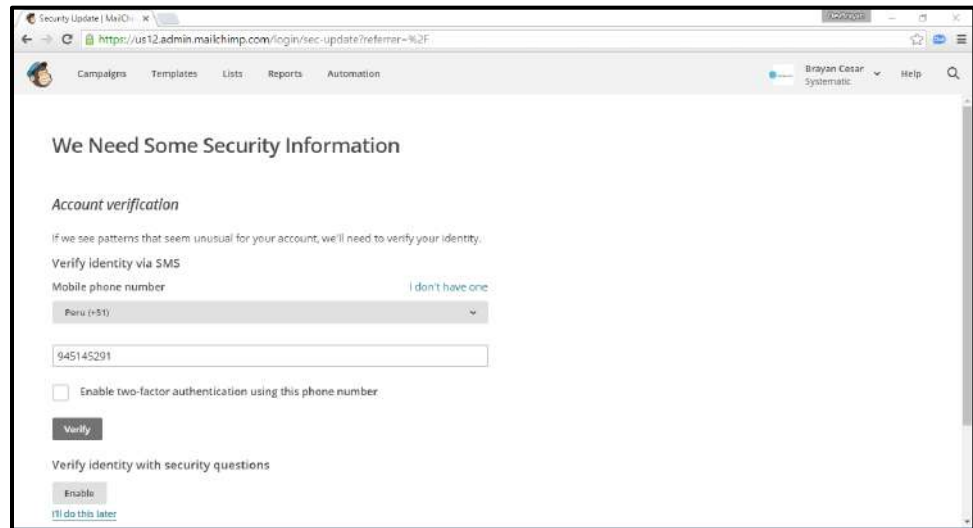 Security Update | MailCh
https://us12.admin.mailchimp.com/login/sec-update?referrer=%2F
Campaigns Templates Lists Reports Automation
Brayan Cesar
Systematic
Help
We Need Some Security Information
Account verification
If we see patterns that seem unusual for your account, we'll need to verify your identity.
Verify identity via SMS
Mobile phone number I don't have one
Peru (+51)
945145291
Enable two-factor authentication using this phone number
Verify
Verify identity with security questions
Enable
I'll do this later